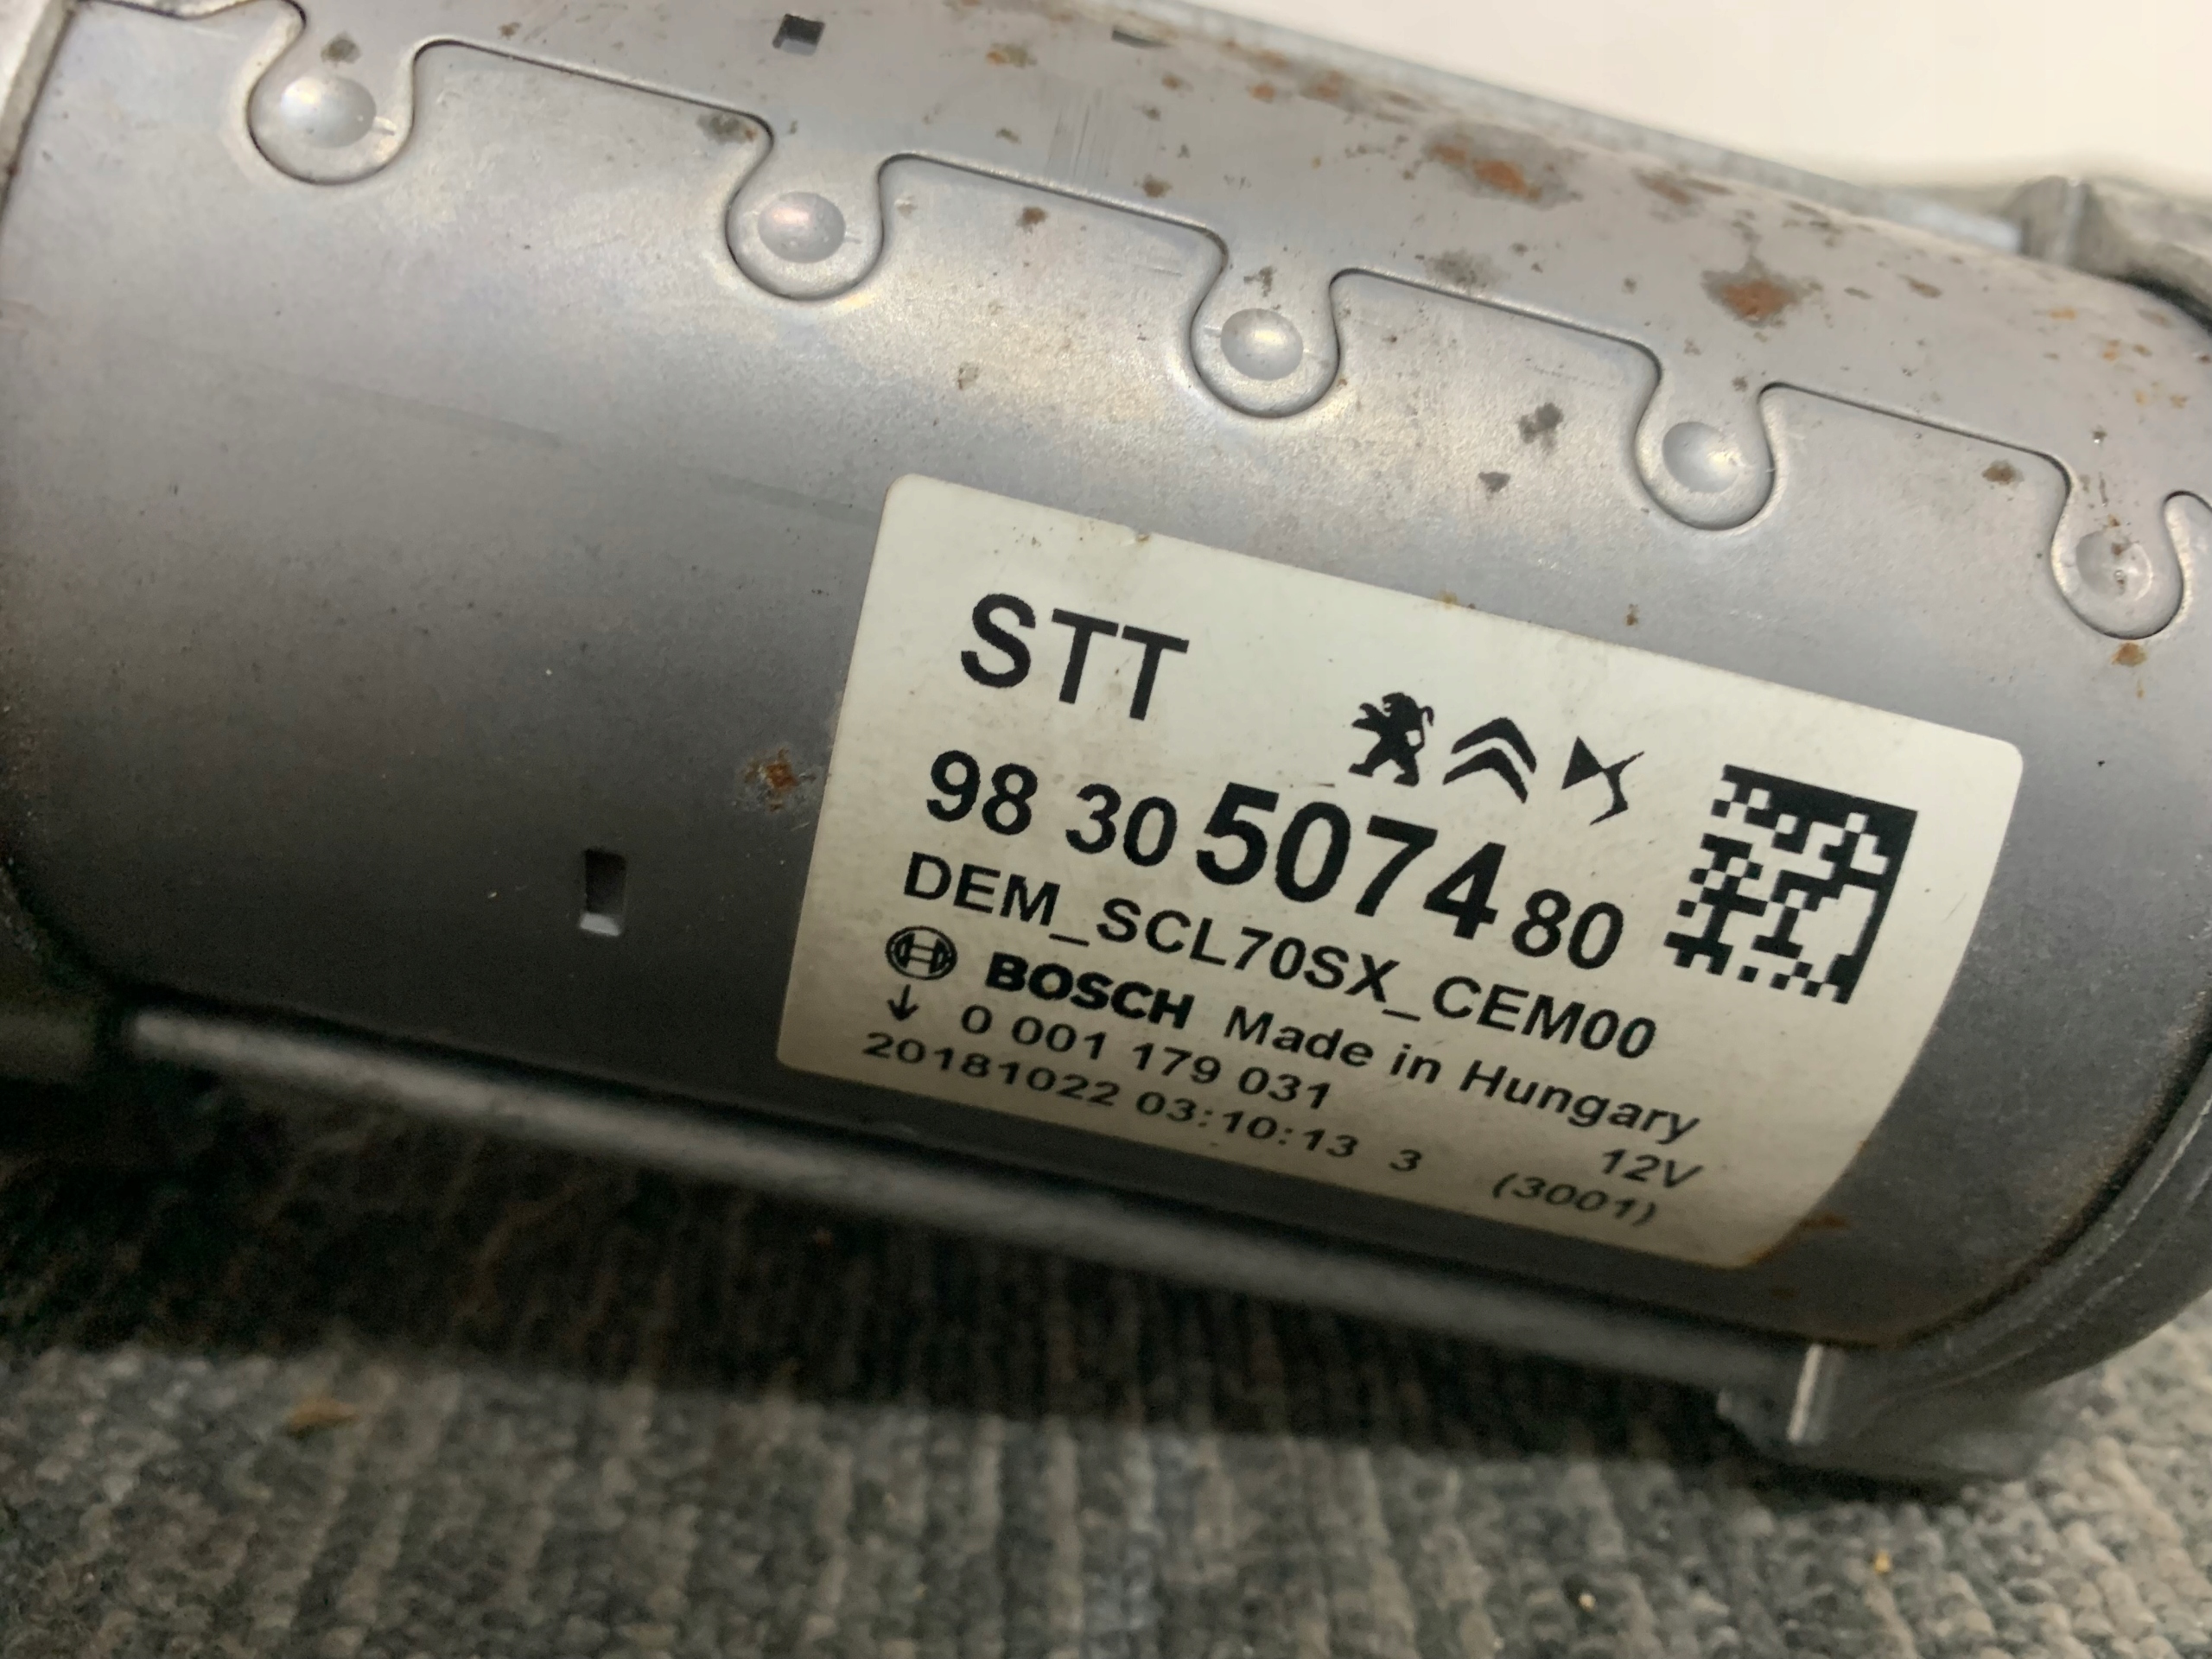 STT
98 30 5074 80
DEM_SCL70SX_CEM00
BOSCH Made in Hungary
0 001 179 031 12V
20181022 03:10:13 3 (3001)